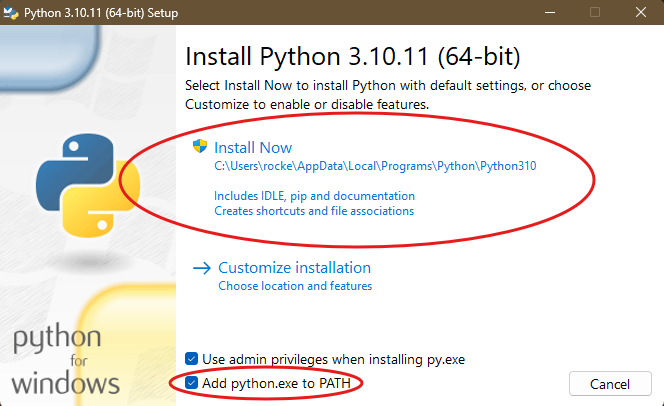 Python 3.10.11 (64-bit) Setup
Install Python 3.10.11 (64-bit)
Select Install Now to install Python with default settings, or choose
Customize to enable or disable features.
Install Now
C:\Users\rocke\AppData\Local\Programs\Python\Python310
Includes IDLE, pip and documentation
Creates shortcuts and file associations
Customize installation
Choose location and features
python
for
windows
Use admin privileges when installing py.exe
Add python.exe to PATH
Cancel